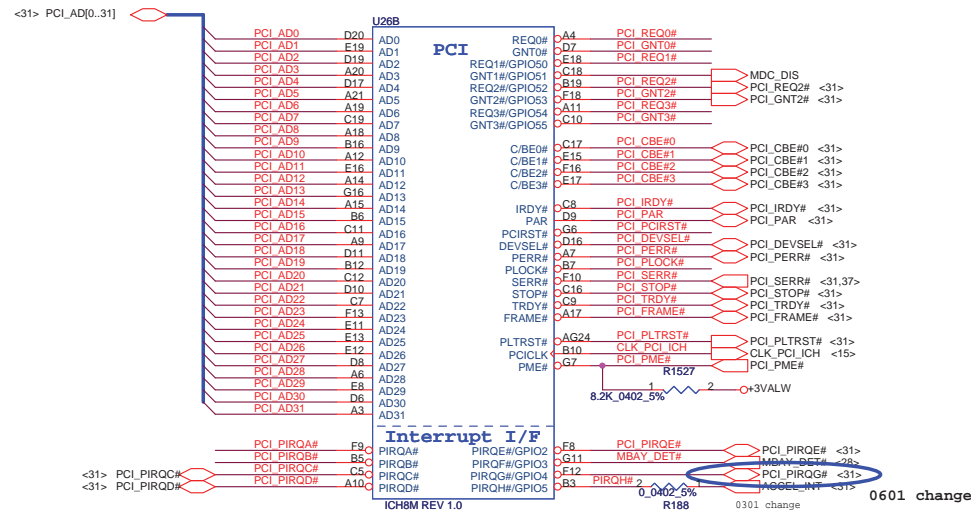 <31> PCI_AD[0..31]
U26B
PCI
PCI_AD0 D20 AD0
PCI_AD1 E19 AD1
PCI_AD2 D19 AD2
PCI_AD3 A20 AD3
PCI_AD4 D17 AD4
PCI_AD5 A21 AD5
PCI_AD6 A19 AD6
PCI_AD7 C19 AD7
PCI_AD8 A18 AD8
PCI_AD9 B16 AD9
PCI_AD10 A12 AD10
PCI_AD11 E16 AD11
PCI_AD12 A14 AD12
PCI_AD13 G16 AD13
PCI_AD14 A15 AD14
PCI_AD15 B6 AD15
PCI_AD16 C11 AD16
PCI_AD17 A9 AD17
PCI_AD18 D11 AD18
PCI_AD19 B12 AD19
PCI_AD20 C12 AD20
PCI_AD21 D10 AD21
PCI_AD22 C7 AD22
PCI_AD23 F13 AD23
PCI_AD24 E11 AD24
PCI_AD25 E13 AD25
PCI_AD26 E12 AD26
PCI_AD27 D8 AD27
PCI_AD28 A6 AD28
PCI_AD29 E8 AD29
PCI_AD30 D6 AD30
PCI_AD31 A3 AD31
REQ0# A4 PCI_REQ0#
GNT0# D7 PCI_GNT0#
REQ1#/GPIO50 E18 PCI_REQ1#
GNT1#/GPIO51 C18 MDC_DIS
REQ2#/GPIO52 B19 PCI_REQ2# PCI_REQ2# <31>
GNT2#/GPIO53 F18 PCI_GNT2# PCI_GNT2# <31>
REQ3#/GPIO54 A11 PCI_REQ3#
GNT3#/GPIO55 C10 PCI_GNT3#
C/BE0# C17 PCI_CBE#0 PCI_CBE#0 <31>
C/BE1# E15 PCI_CBE#1 PCI_CBE#1 <31>
C/BE2# F16 PCI_CBE#2 PCI_CBE#2 <31>
C/BE3# E17 PCI_CBE#3 PCI_CBE#3 <31>
IRDY# C8 PCI_IRDY# PCI_IRDY# <31>
PAR D9 PCI_PAR PCI_PAR <31>
PCIRST# G6 PCI_PCIRST#
DEVSEL# D16 PCI_DEVSEL# PCI_DEVSEL# <31>
PERR# A7 PCI_PERR# PCI_PERR# <31>
PLOCK# B7 PCI_PLOCK#
SERR# F10 PCI_SERR# PCI_SERR# <31,37>
STOP# C16 PCI_STOP# PCI_STOP# <31>
TRDY# C9 PCI_TRDY# PCI_TRDY# <31>
FRAME# A17 PCI_FRAME# PCI_FRAME# <31>
PLTRST# AG24 PCI_PLTRST# PCI_PLTRST# <31>
PCICLK B10 CLK_PCI_ICH CLK_PCI_ICH <15>
PME# G7 PCI_PME# PCI_PME#
R1527
1 2 +3VALW
8.2K_0402_5%
Interrupt I/F
PCI_PIRQA# F9 PIRQA#
PCI_PIRQB# B5 PIRQB#
<31> PCI_PIRQC# PCI_PIRQC# C5 PIRQC#
<31> PCI_PIRQD# PCI_PIRQD# A10 PIRQD#
PIRQE#/GPIO2 F8 PCI_PIRQE# PCI_PIRQE# <31>
PIRQF#/GPIO3 G11 MBAY_DET# MBAY_DET# <28>
PIRQG#/GPIO4 F12 PCI_PIRQG# <31>
PIRQH#/GPIO5 B3 PIRQH# 2 1 ACCEL_INT <31>
0_0402_5%
R188
0301 change
0601 change
ICH8M REV 1.0